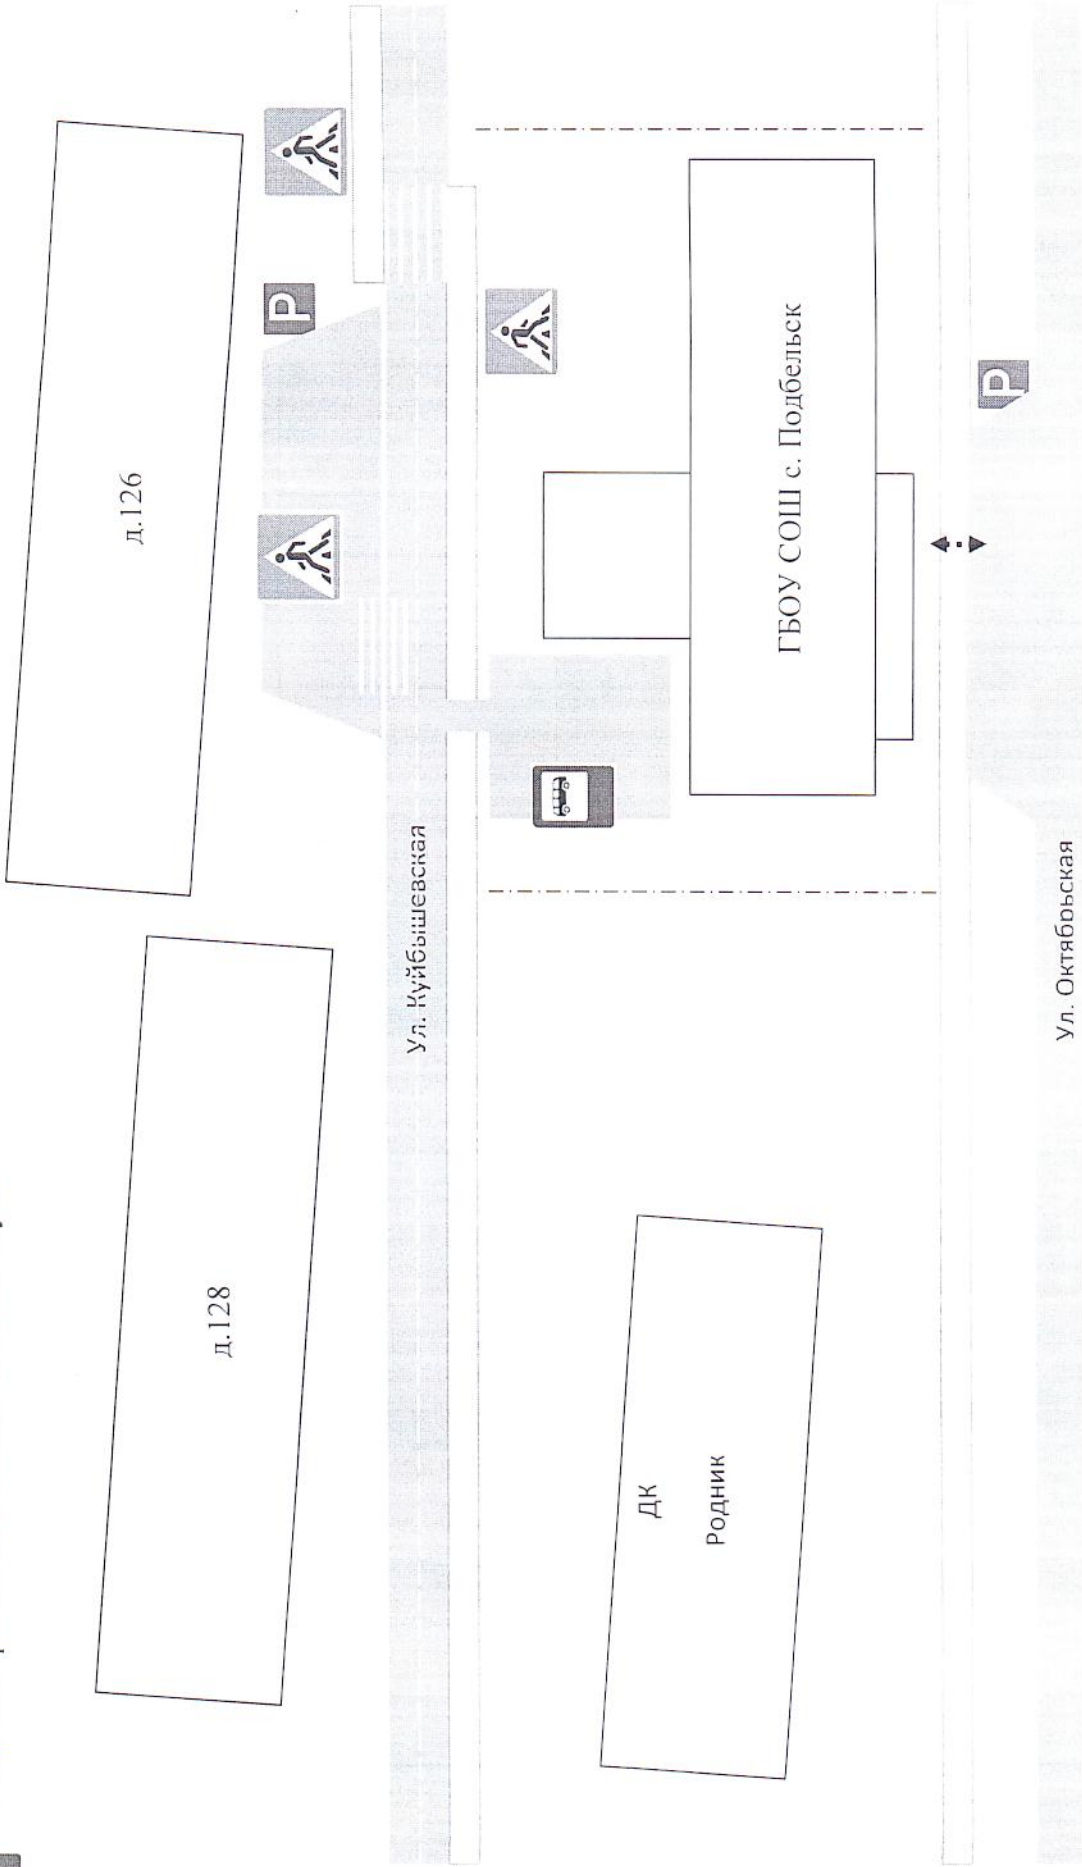 д.128
д.126
P
Ул. Куйбышевская
ДК
Родник
ГБОУ СОШ с. Подбельск
P
Ул. Октябрьская